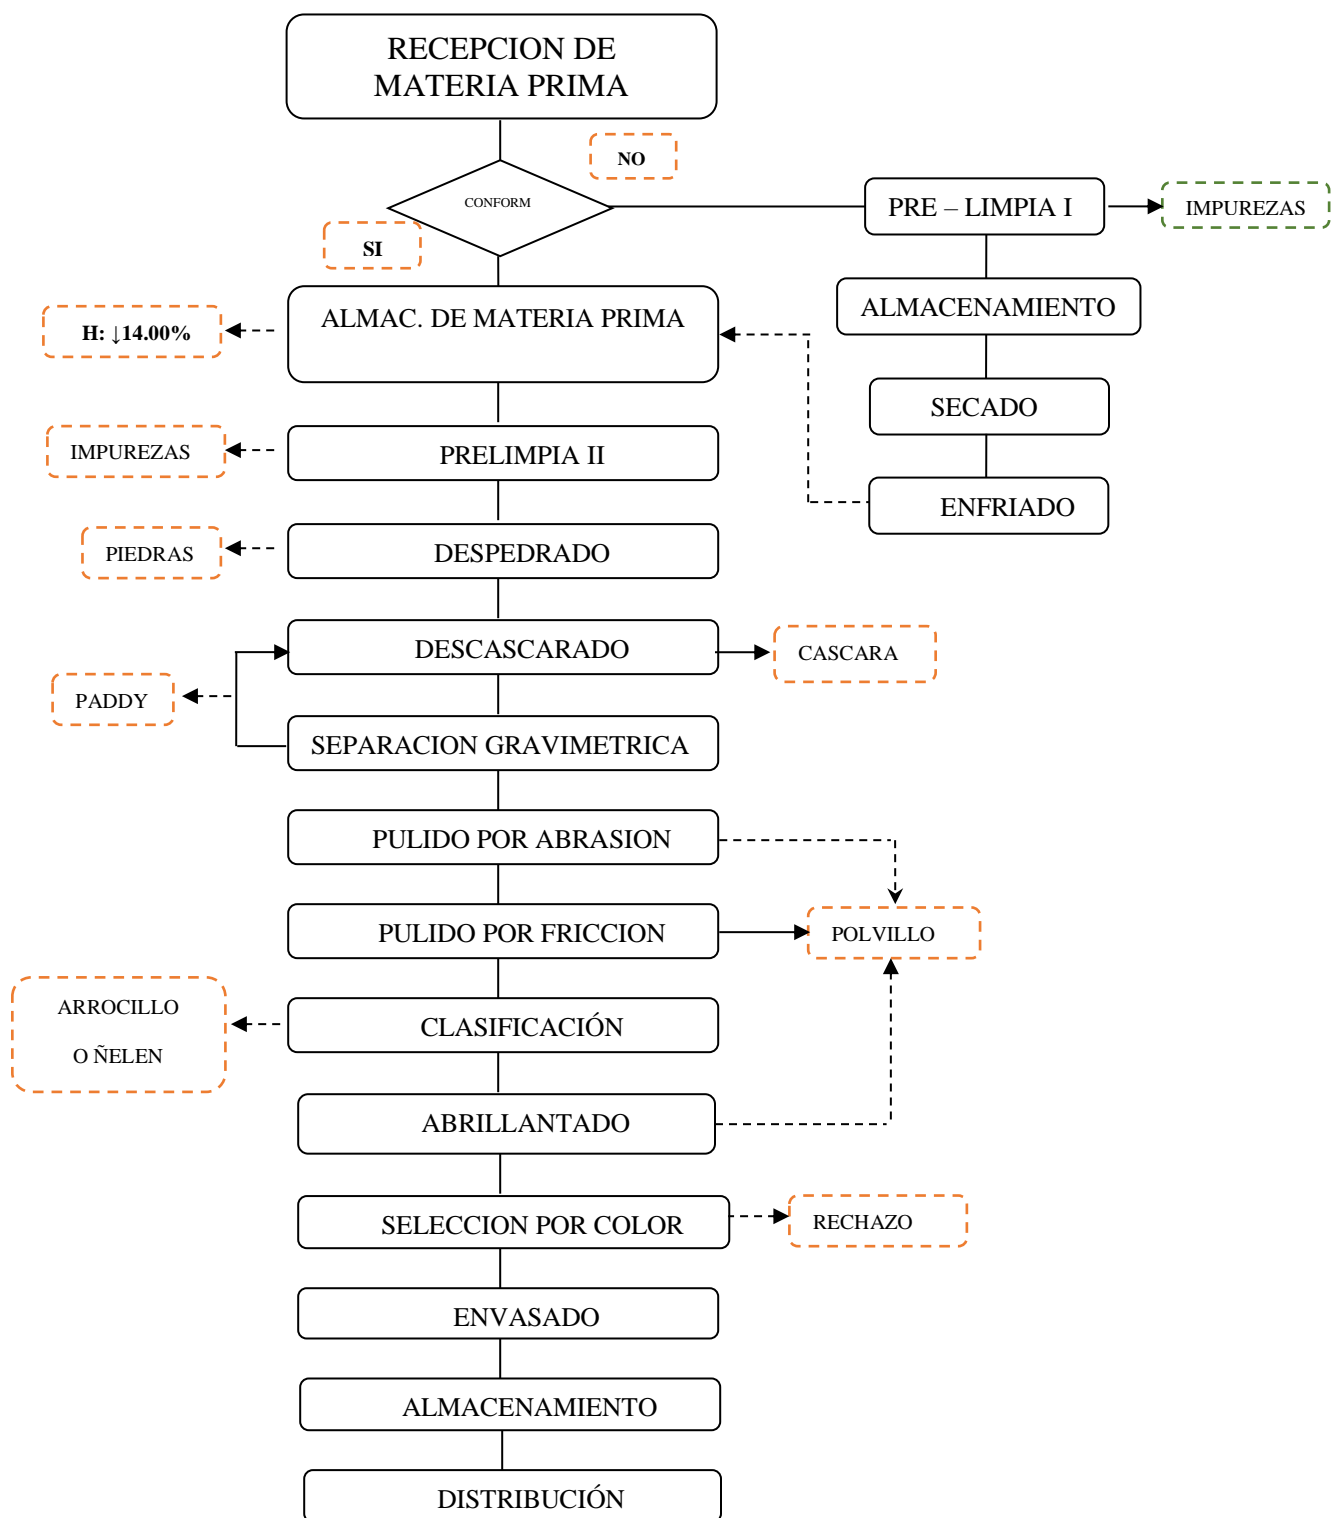 RECEPCION DE
MATERIA PRIMA
NO
CONFORM
SI
PRE – LIMPIA I
IMPUREZAS
ALMACENAMIENTO
SECADO
ENFRIADO
ALMAC. DE MATERIA PRIMA
H: ↓14.00%
PRELIMPIA II
IMPUREZAS
DESPEDRADO
PIEDRAS
DESCASCARADO
CASCARA
PADDY
SEPARACION GRAVIMETRICA
PULIDO POR ABRASION
PULIDO POR FRICCION
POLVILLO
CLASIFICACIÓN
ARROCILLO
O ÑELEN
ABRILLANTADO
SELECCION POR COLOR
RECHAZO
ENVASADO
ALMACENAMIENTO
DISTRIBUCIÓN